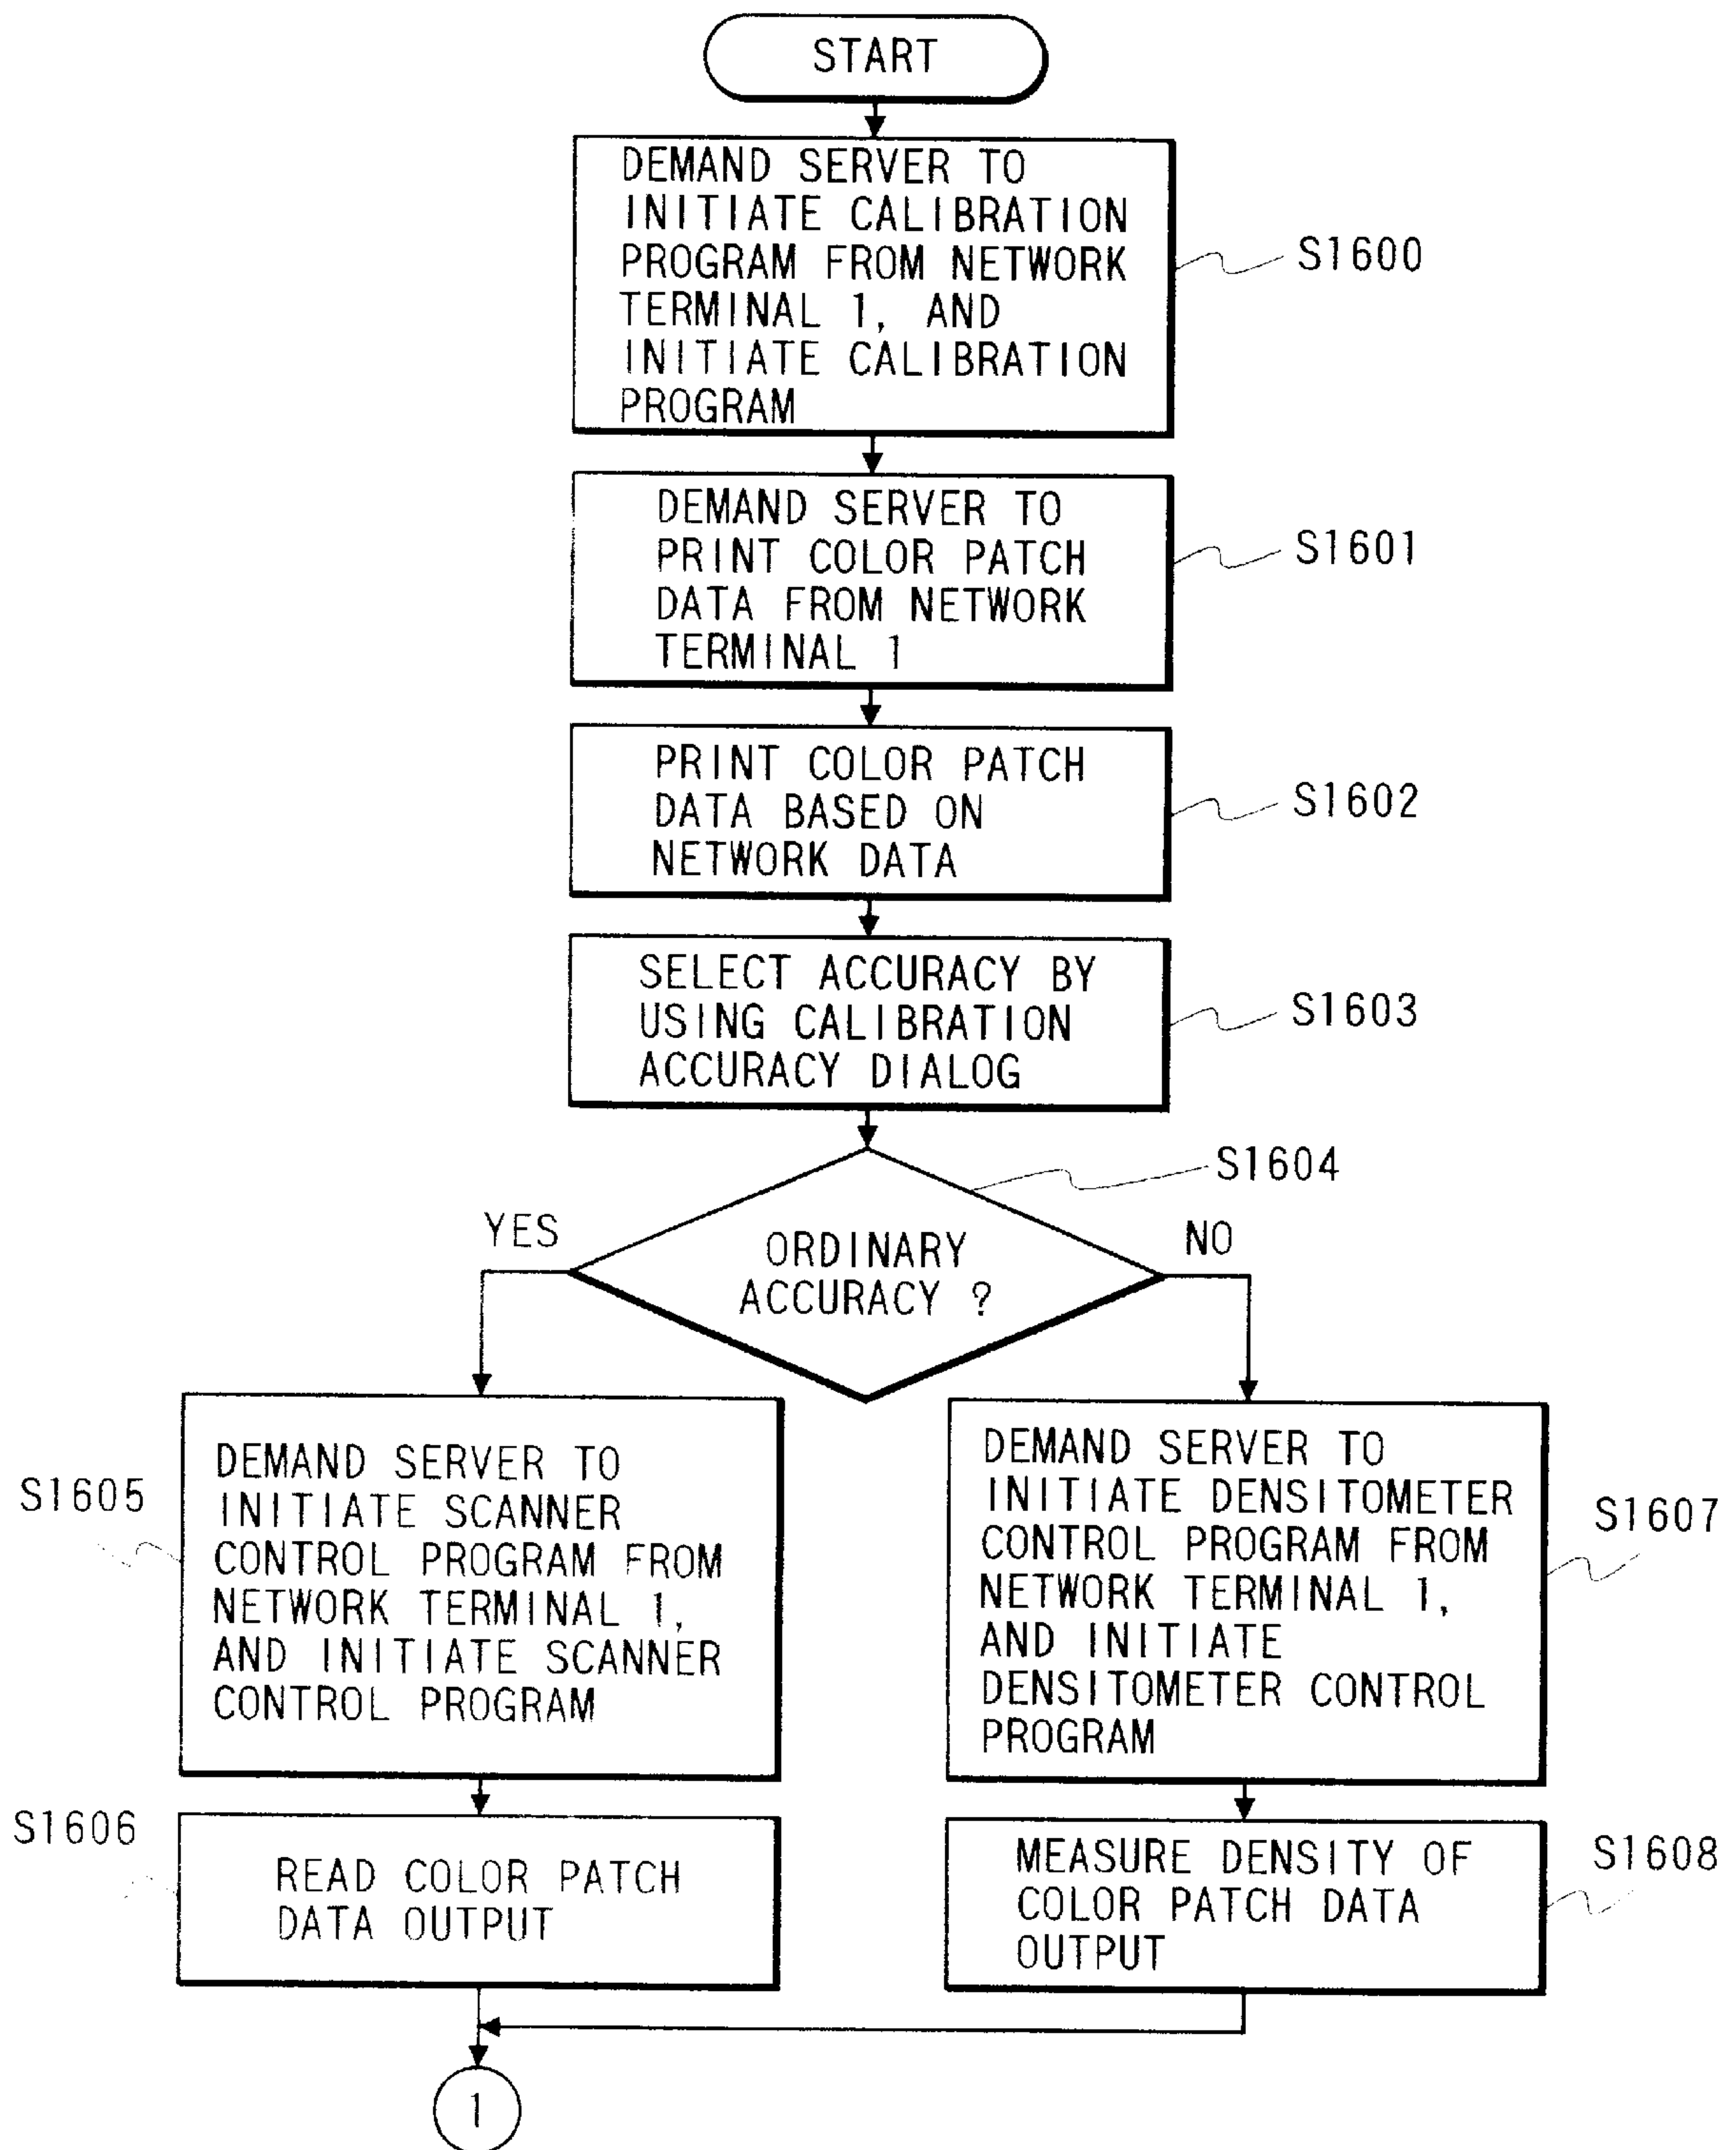 START
DEMAND SERVER TO
INITIATE CALIBRATION
PROGRAM FROM NETWORK
TERMINAL 1, AND
INITIATE CALIBRATION
PROGRAM
S1600
DEMAND SERVER TO
PRINT COLOR PATCH
DATA FROM NETWORK
TERMINAL 1
S1601
PRINT COLOR PATCH
DATA BASED ON
NETWORK DATA
S1602
SELECT ACCURACY BY
USING CALIBRATION
ACCURACY DIALOG
S1603
S1604
YES
ORDINARY
ACCURACY ?
NO
S1605
DEMAND SERVER TO
INITIATE SCANNER
CONTROL PROGRAM FROM
NETWORK TERMINAL 1,
AND INITIATE SCANNER
CONTROL PROGRAM
DEMAND SERVER TO
INITIATE DENSITOMETER
CONTROL PROGRAM FROM
NETWORK TERMINAL 1,
AND INITIATE
DENSITOMETER CONTROL
PROGRAM
S1607
S1606
READ COLOR PATCH
DATA OUTPUT
MEASURE DENSITY OF
COLOR PATCH DATA
OUTPUT
S1608
1